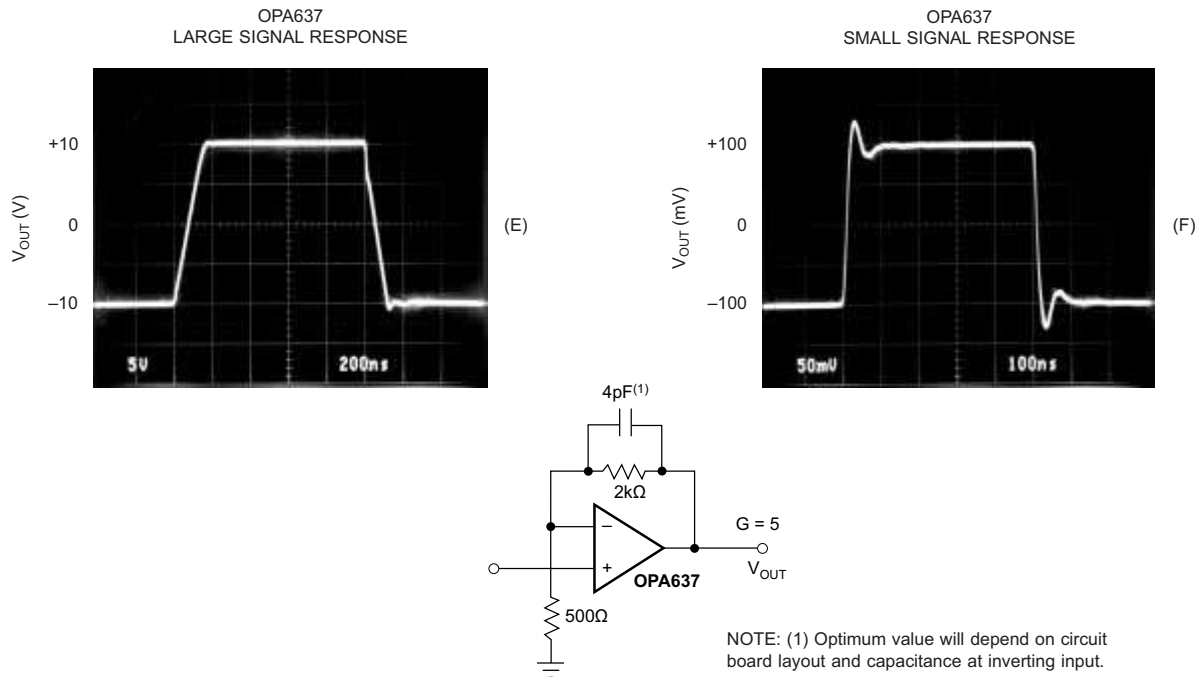 OPA637
LARGE SIGNAL RESPONSE
V_OUT (V)
+10
0
–10
5V
200ns
(E)
OPA637
SMALL SIGNAL RESPONSE
V_OUT (mV)
+100
0
–100
50mV
100ns
(F)
4pF(1)
2kΩ
–
+
OPA637
G = 5
V_OUT
500Ω
NOTE: (1) Optimum value will depend on circuit
board layout and capacitance at inverting input.